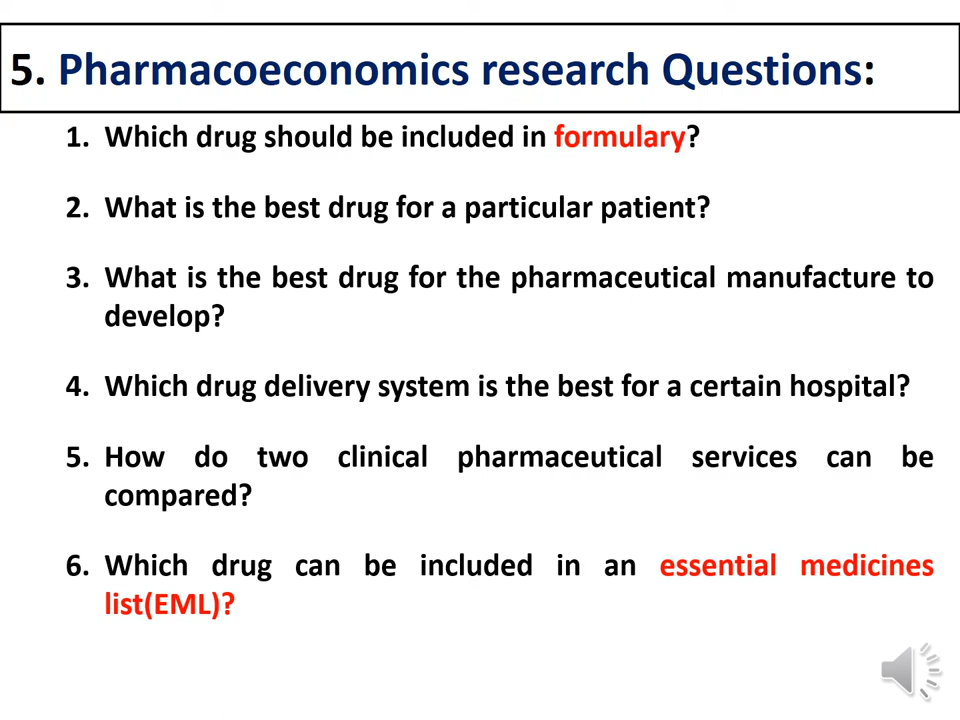 5. Pharmacoeconomics research Questions:
1. Which drug should be included in formulary?
2. What is the best drug for a particular patient?
3. What is the best drug for the pharmaceutical manufacture to
develop?
4. Which drug delivery system is the best for a certain hospital?
5. How do two clinical pharmaceutical services can be
compared?
6. Which drug can be included in an essential medicines
list(EML)?